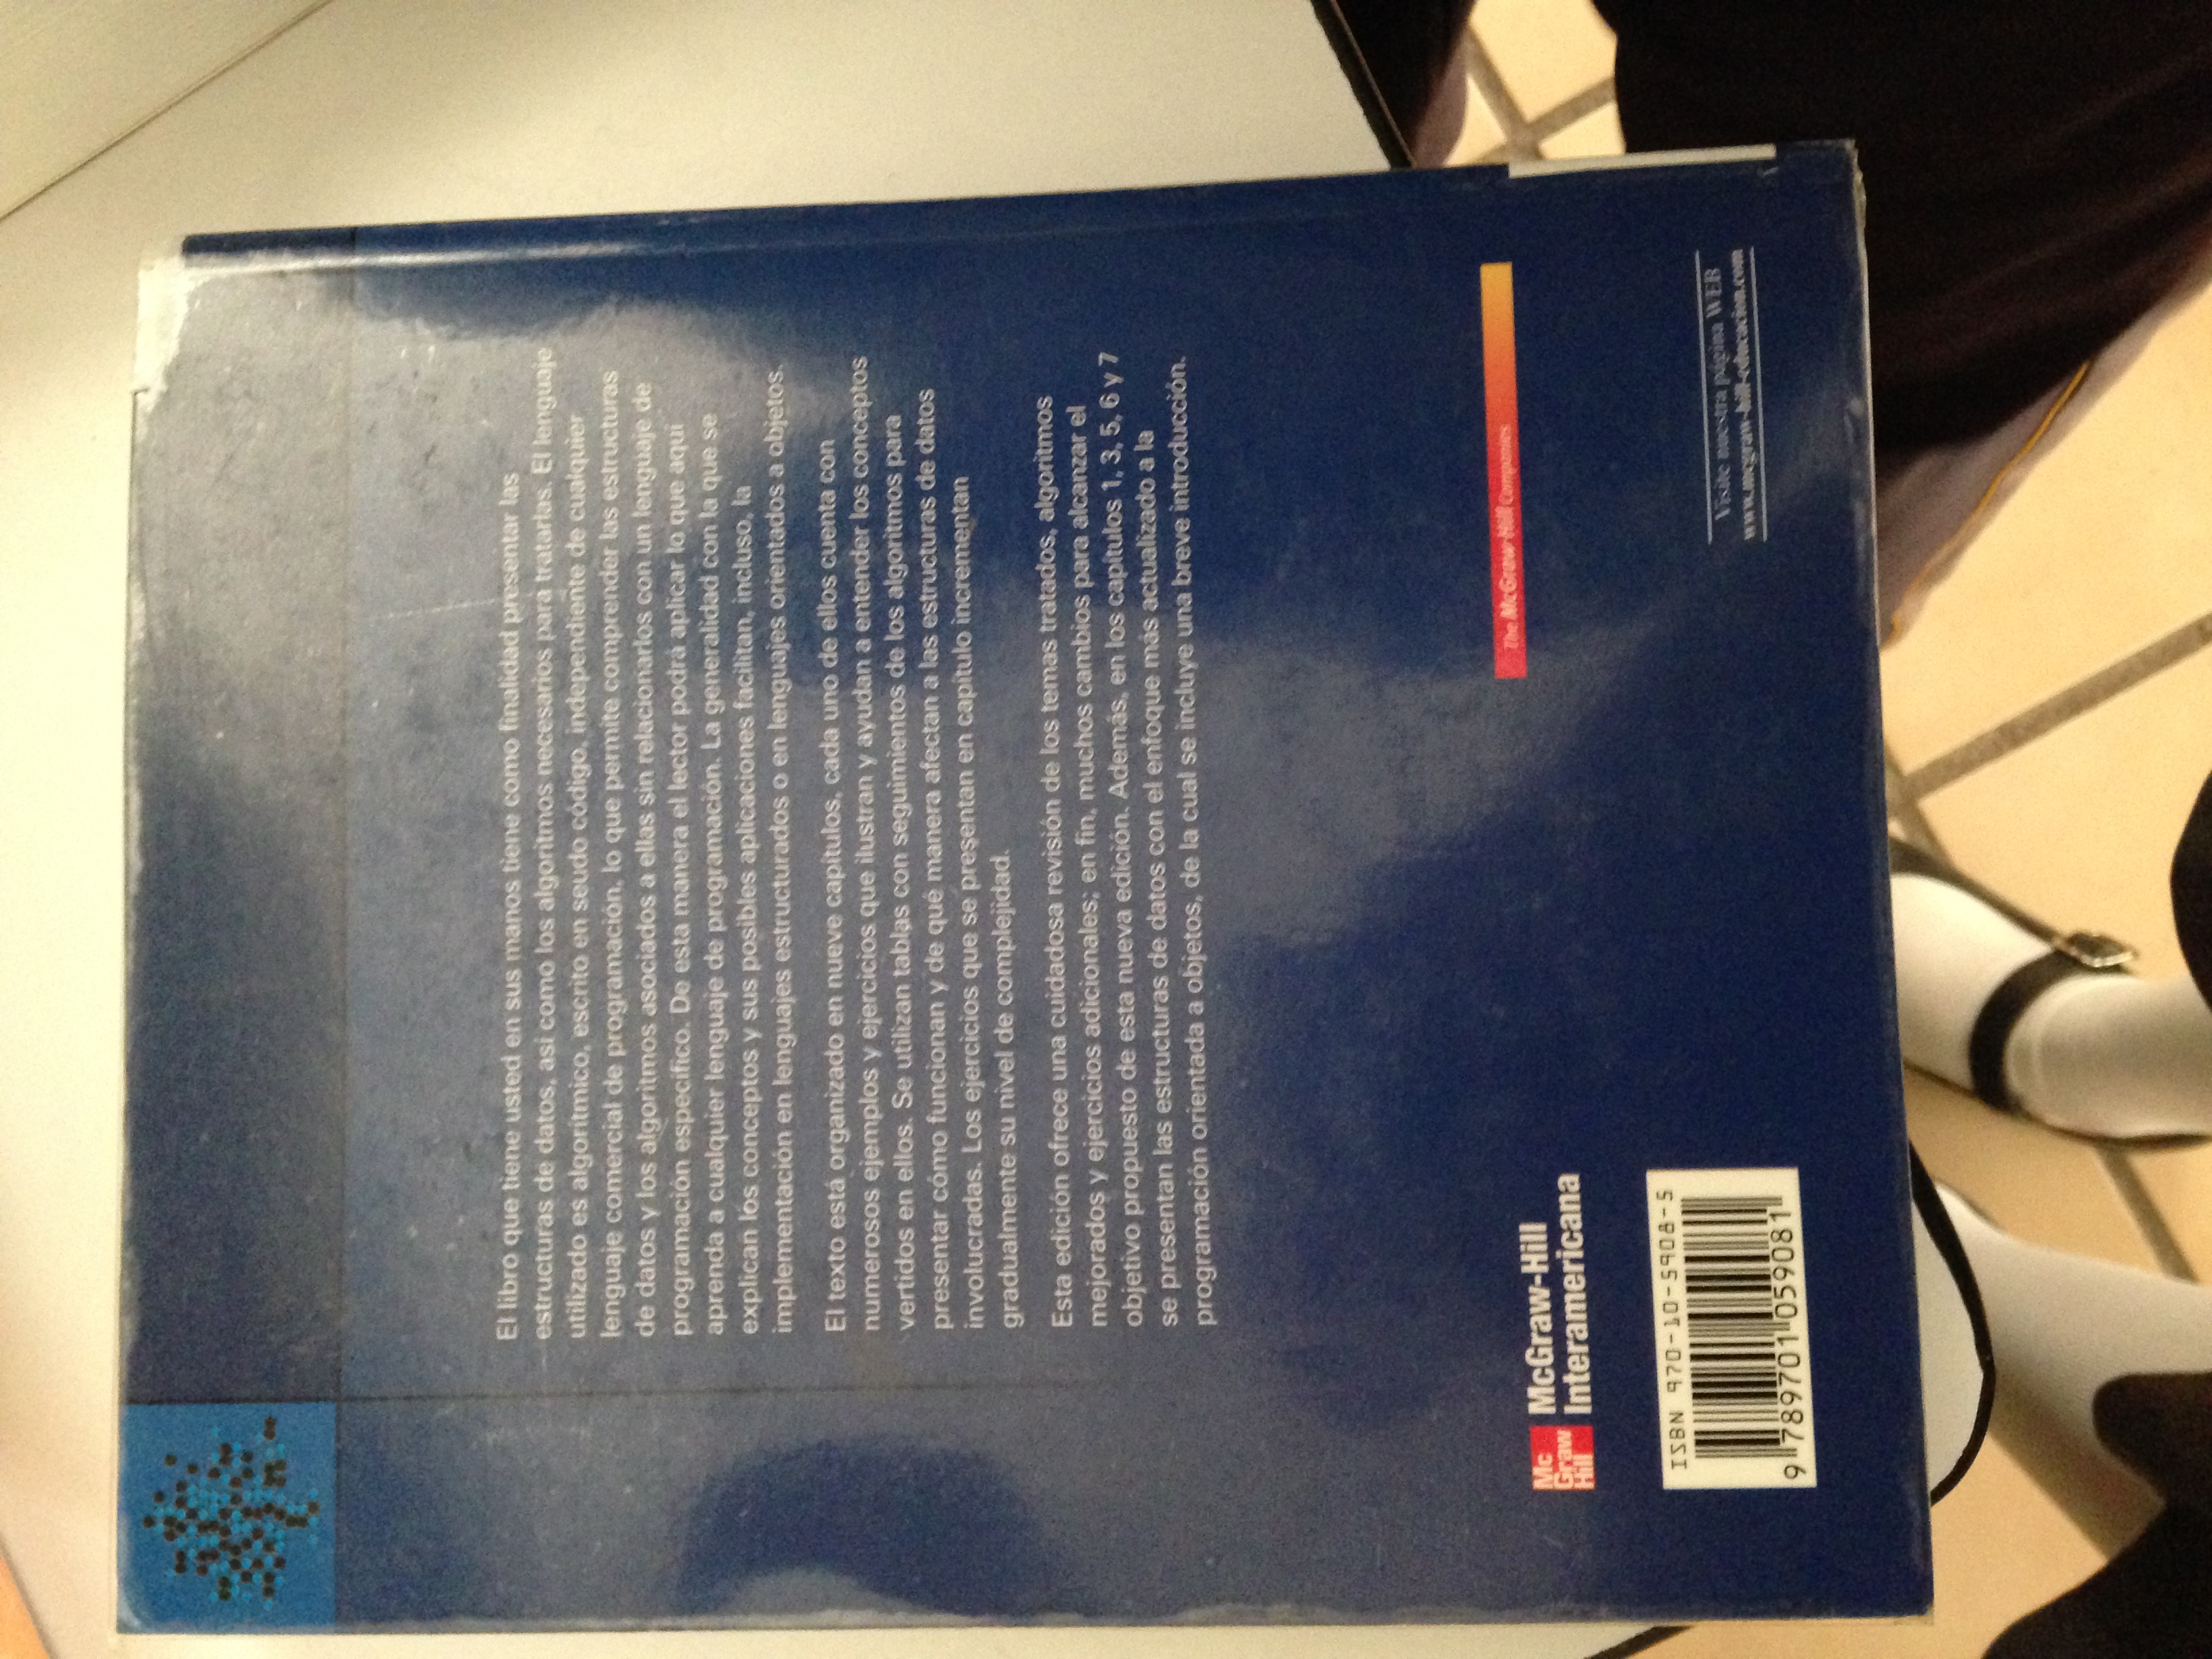 El libro que tiene usted en sus manos tiene como finalidad presentar las
estructuras de datos, así como los algoritmos necesarios para tratarlas. El lenguaje
utilizado es algorítmico, escrito en seudo código, independiente de cualquier
lenguaje comercial de programación, lo que permite comprender las estructuras
de datos y los algoritmos asociados a ellas sin relacionarlos con un lenguaje de
programación específico. De esta manera el lector podrá aplicar lo que aquí
aprenda a cualquier lenguaje de programación. La generalidad con la que se
explican los conceptos y sus posibles aplicaciones facilitan, incluso, la
implementación en lenguajes estructurados o en lenguajes orientados a objetos.
El texto está organizado en nueve capítulos, cada uno de ellos cuenta con
numerosos ejemplos y ejercicios que ilustran y ayudan a entender los conceptos
vertidos en ellos. Se utilizan tablas con seguimientos de los algoritmos para
presentar cómo funcionan y de qué manera afectan a las estructuras de datos
involucradas. Los ejercicios que se presentan en capítulo incrementan
gradualmente su nivel de complejidad.
Esta edición ofrece una cuidadosa revisión de los temas tratados, algoritmos
mejorados y ejercicios adicionales; en fin, muchos cambios para alcanzar el
objetivo propuesto de esta nueva edición. Además, en los capítulos 1, 3, 5, 6 y 7
se presentan las estructuras de datos con el enfoque más actualizado a la
programación orientada a objetos, de la cual se incluye una breve introducción.
The McGraw-Hill Companies
Mc
Graw
Hill
McGraw-Hill
Interamericana
ISBN 970-10-5908-5
9 789701 059081
Visite nuestra página WEB
www.mcgraw-hill-educacion.com